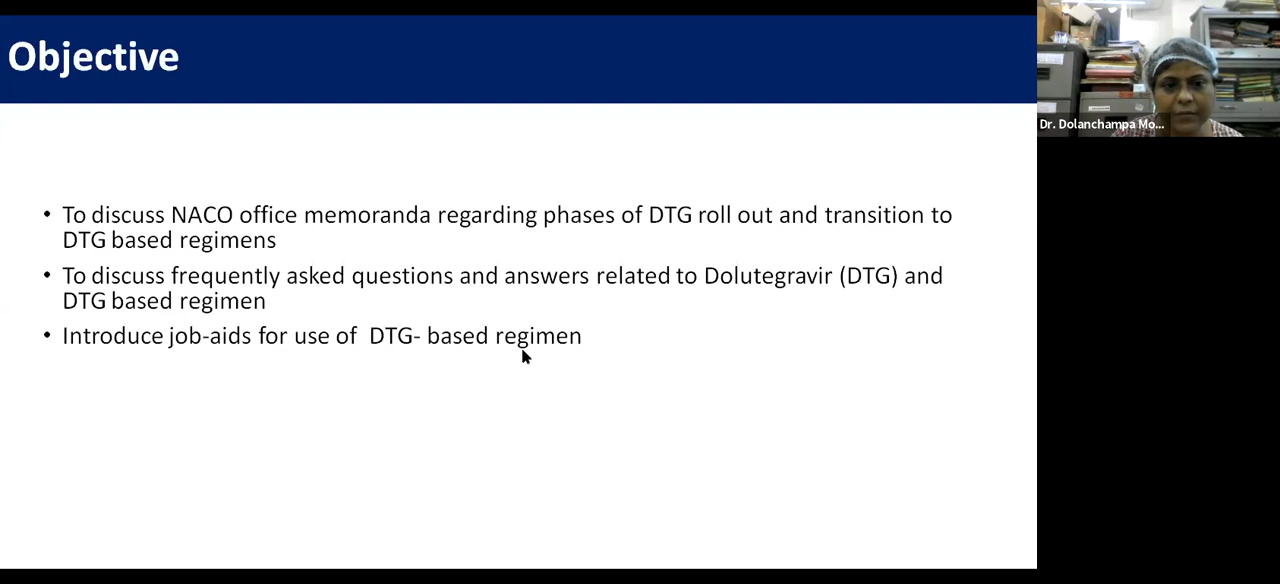 Objective
• To discuss NACO office memoranda regarding phases of DTG roll out and transition to
DTG based regimens
• To discuss frequently asked questions and answers related to Dolutegravir (DTG) and
DTG based regimen
• Introduce job-aids for use of DTG- based regimen
Dr. Dolanchampa Mo...